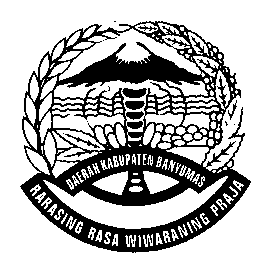 DAERAH KABUPATEN BANYUMAS
RARASING RASA WIWARANING PRAJA